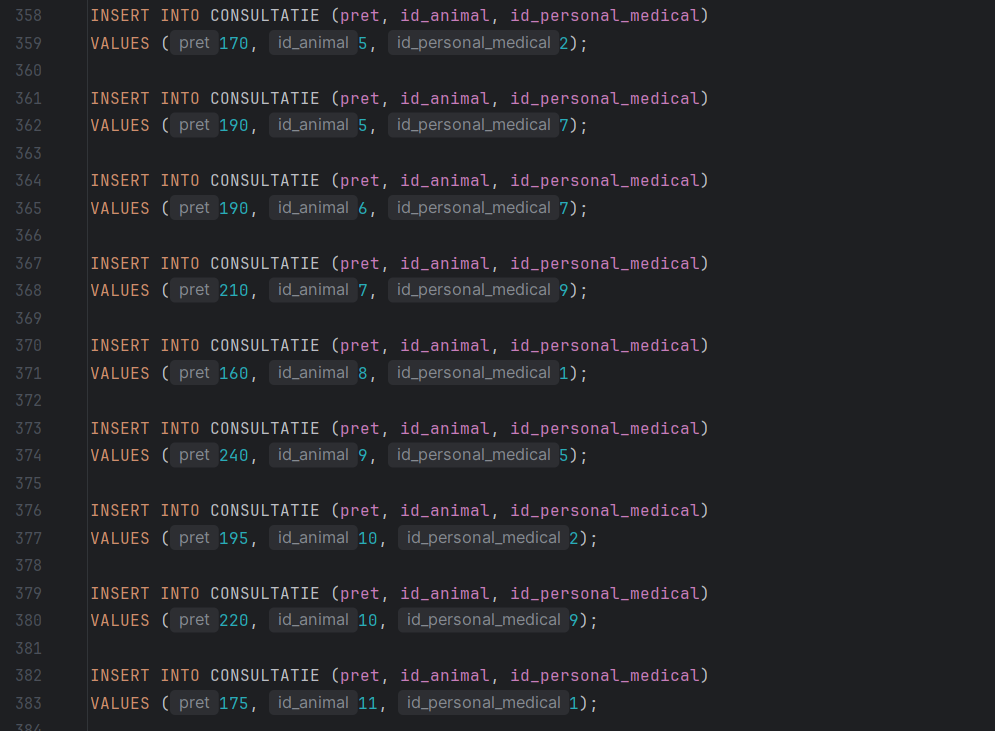 358 INSERT INTO CONSULTATIE (pret, id_animal, id_personal_medical)
359 VALUES ( pret 170, id_animal 5, id_personal_medical 2);
360
361 INSERT INTO CONSULTATIE (pret, id_animal, id_personal_medical)
362 VALUES ( pret 190, id_animal 5, id_personal_medical 7);
363
364 INSERT INTO CONSULTATIE (pret, id_animal, id_personal_medical)
365 VALUES ( pret 190, id_animal 6, id_personal_medical 7);
366
367 INSERT INTO CONSULTATIE (pret, id_animal, id_personal_medical)
368 VALUES ( pret 210, id_animal 7, id_personal_medical 9);
369
370 INSERT INTO CONSULTATIE (pret, id_animal, id_personal_medical)
371 VALUES ( pret 160, id_animal 8, id_personal_medical 1);
372
373 INSERT INTO CONSULTATIE (pret, id_animal, id_personal_medical)
374 VALUES ( pret 240, id_animal 9, id_personal_medical 5);
375
376 INSERT INTO CONSULTATIE (pret, id_animal, id_personal_medical)
377 VALUES ( pret 195, id_animal 10, id_personal_medical 2);
378
379 INSERT INTO CONSULTATIE (pret, id_animal, id_personal_medical)
380 VALUES ( pret 220, id_animal 10, id_personal_medical 9);
381
382 INSERT INTO CONSULTATIE (pret, id_animal, id_personal_medical)
383 VALUES ( pret 175, id_animal 11, id_personal_medical 1);
384